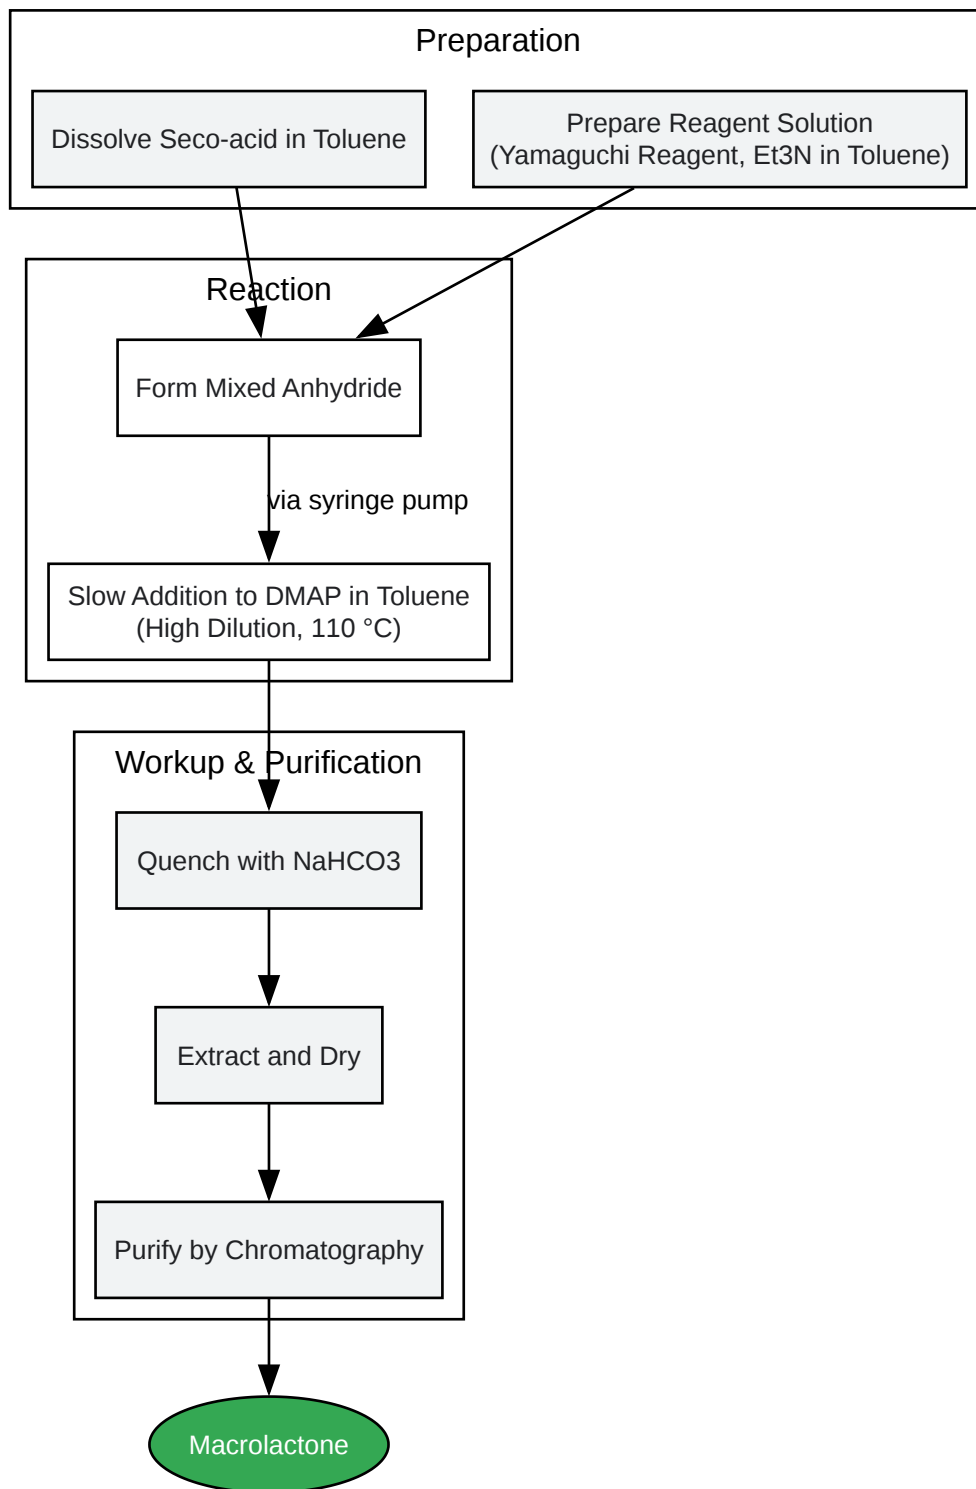 Preparation
Dissolve Seco-acid in Toluene
Prepare Reagent Solution
(Yamaguchi Reagent, Et3N in Toluene)
Reaction
Form Mixed Anhydride
via syringe pump
Slow Addition to DMAP in Toluene
(High Dilution, 110 °C)
Workup & Purification
Quench with NaHCO3
Extract and Dry
Purify by Chromatography
Macrolactone